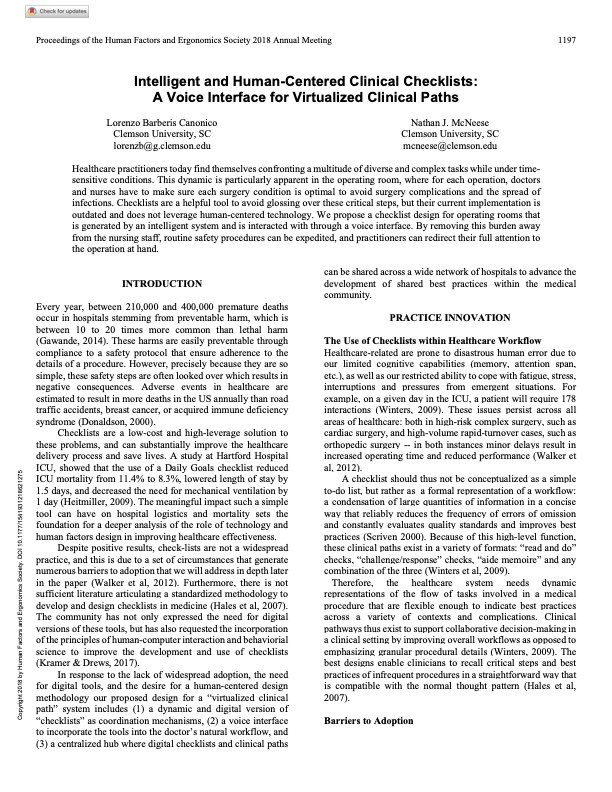 Check for updates
Proceedings of the Human Factors and Ergonomics Society 2018 Annual Meeting
1197
Intelligent and Human-Centered Clinical Checklists:
A Voice Interface for Virtualized Clinical Paths
Lorenzo Barberis Canonico
Clemson University, SC
lorenzb@g.clemson.edu
Nathan J. McNeese
Clemson University, SC
mcneese@clemson.edu
Healthcare practitioners today find themselves confronting a multitude of diverse and complex tasks while under time-
sensitive conditions. This dynamic is particularly apparent in the operating room, where for each operation, doctors
and nurses have to make sure each surgery condition is optimal to avoid surgery complications and the spread of
infections. Checklists are a helpful tool to avoid glossing over these critical steps, but their current implementation is
outdated and does not leverage human-centered technology. We propose a checklist design for operating rooms that
is generated by an intelligent system and is interacted with through a voice interface. By removing this burden away
from the nursing staff, routine safety procedures can be expedited, and practitioners can redirect their full attention to
the operation at hand.
INTRODUCTION
Every year, between 210,000 and 400,000 premature deaths
occur in hospitals stemming from preventable harm, which is
between 10 to 20 times more common than lethal harm
(Gawande, 2014). These harms are easily preventable through
compliance to a safety protocol that ensure adherence to the
details of a procedure. However, precisely because they are so
simple, these safety steps are often looked over which results in
negative consequences. Adverse events in healthcare are
estimated to result in more deaths in the US annually than road
traffic accidents, breast cancer, or acquired immune deficiency
syndrome (Donaldson, 2000).
Checklists are a low-cost and high-leverage solution to
these problems, and can substantially improve the healthcare
delivery process and save lives. A study at Hartford Hospital
ICU, showed that the use of a Daily Goals checklist reduced
ICU mortality from 11.4% to 8.3%, lowered length of stay by
1.5 days, and decreased the need for mechanical ventilation by
1 day (Heitmiller, 2009). The meaningful impact such a simple
tool can have on hospital logistics and mortality sets the
foundation for a deeper analysis of the role of technology and
human factors design in improving healthcare effectiveness.
Despite positive results, check-lists are not a widespread
practice, and this is due to a set of circumstances that generate
numerous barriers to adoption that we will address in depth later
in the paper (Walker et al, 2012). Furthermore, there is not
sufficient literature articulating a standardized methodology to
develop and design checklists in medicine (Hales et al, 2007).
The community has not only expressed the need for digital
versions of these tools, but has also requested the incorporation
of the principles of human-computer interaction and behaviorial
science to improve the development and use of checklists
(Kramer & Drews, 2017).
In response to the lack of widespread adoption, the need
for digital tools, and the desire for a human-centered design
methodology our proposed design for a “virtualized clinical
path” system includes (1) a dynamic and digital version of
“checklists” as coordination mechanisms, (2) a voice interface
to incorporate the tools into the doctor's natural workflow, and
(3) a centralized hub where digital checklists and clinical paths
can be shared across a wide network of hospitals to advance the
development of shared best practices within the medical
community.
PRACTICE INNOVATION
The Use of Checklists within Healthcare Workflow
Healthcare-related are prone to disastrous human error due to
our limited cognitive capabilities (memory, attention span,
etc.), as well as our restricted ability to cope with fatigue, stress,
interruptions and pressures from emergent situations. For
example, on a given day in the ICU, a patient will require 178
interactions (Winters, 2009). These issues persist across all
areas of healthcare: both in high-risk complex surgery, such as
cardiac surgery, and high-volume rapid-turnover cases, such as
orthopedic surgery -- in both instances minor delays result in
increased operating time and reduced performance (Walker et
al, 2012).
A checklist should thus not be conceptualized as a simple
to-do list, but rather as a formal representation of a workflow:
a condensation of large quantities of information in a concise
way that reliably reduces the frequency of errors of omission
and constantly evaluates quality standards and improves best
practices (Scriven 2000). Because of this high-level function,
these clinical paths exist in a variety of formats: “read and do”
checks, “challenge/response” checks, “aide memoire” and any
combination of the three (Winters et al, 2009).
Therefore, the healthcare system needs dynamic
representations of the flow of tasks involved in a medical
procedure that are flexible enough to indicate best practices
across a variety of contexts and complications. Clinical
pathways thus exist to support collaborative decision-making in
a clinical setting by improving overall workflows as opposed to
emphasizing granular procedural details (Winters, 2009). The
best designs enable clinicians to recall critical steps and best
practices of infrequent procedures in a straightforward way that
is compatible with the normal thought pattern (Hales et al,
2007).
Barriers to Adoption
Copyright 2018 by Human Factors and Ergonomics Society. DOI 10.1177/1541931218621275